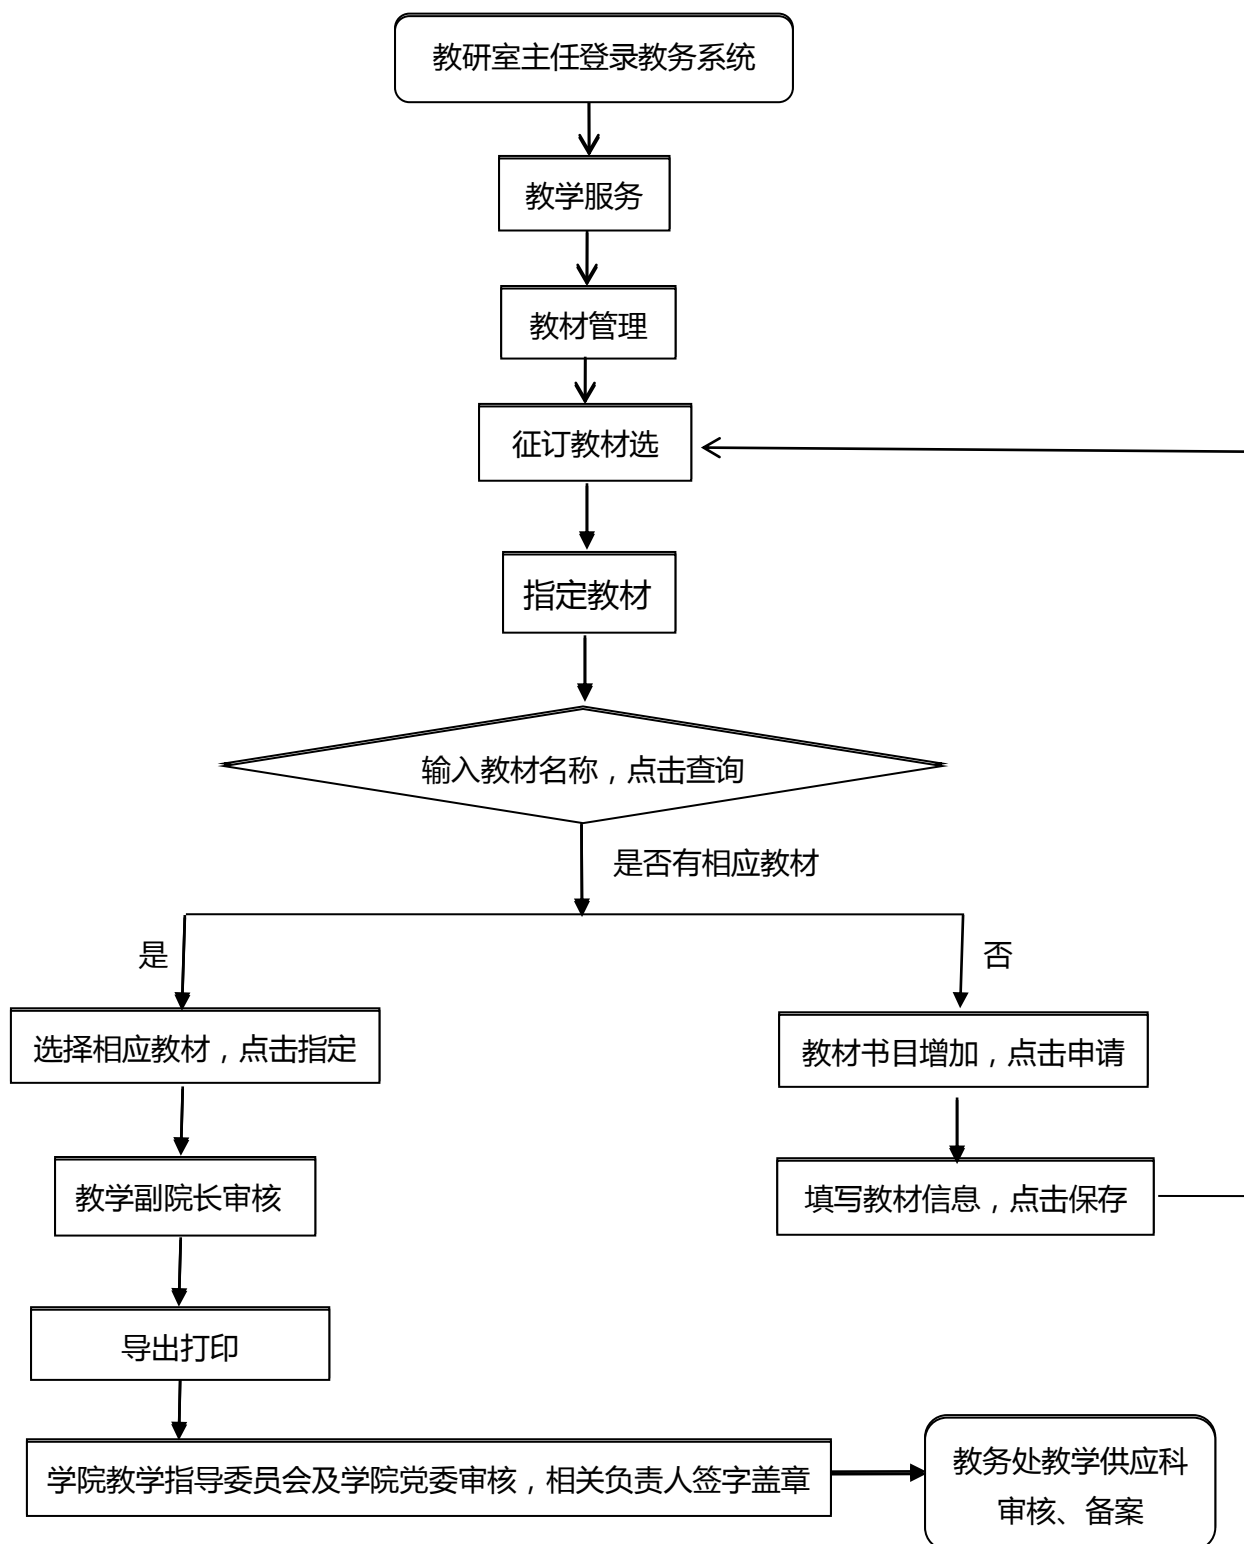 教研室主任登录教务系统
教学服务
教材管理
征订教材选
指定教材
输入教材名称，点击查询
是否有相应教材
是
否
选择相应教材，点击指定
教材书目增加，点击申请
教学副院长审核
填写教材信息，点击保存
导出打印
学院教学指导委员会及学院党委审核，相关负责人签字盖章
教务处教学供应科
审核、备案